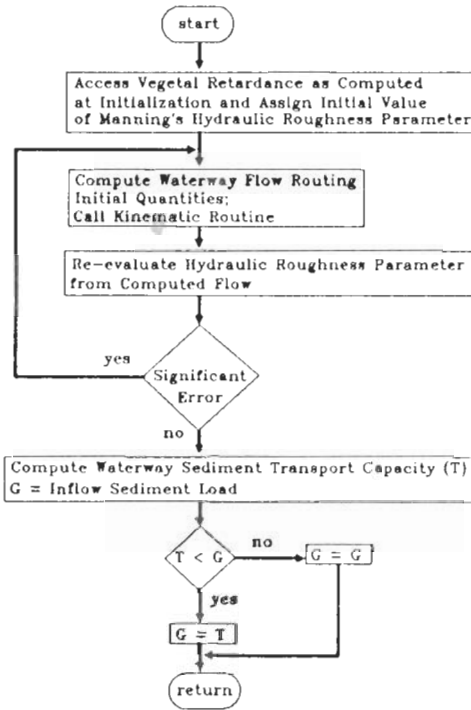 start
Access Vegetal Retardance as Computed
at Initialization and Assign Initial Value
of Manning's Hydraulic Roughness Parameter
Compute Waterway Flow Routing
Initial Quantities;
Call Kinematic Routine
Re-evaluate Hydraulic Roughness Parameter
from Computed Flow
yes
Significant
Error
no
Compute Waterway Sediment Transport Capacity (T)
G = Inflow Sediment Load
T < G
no
G = G
yes
G = T
return